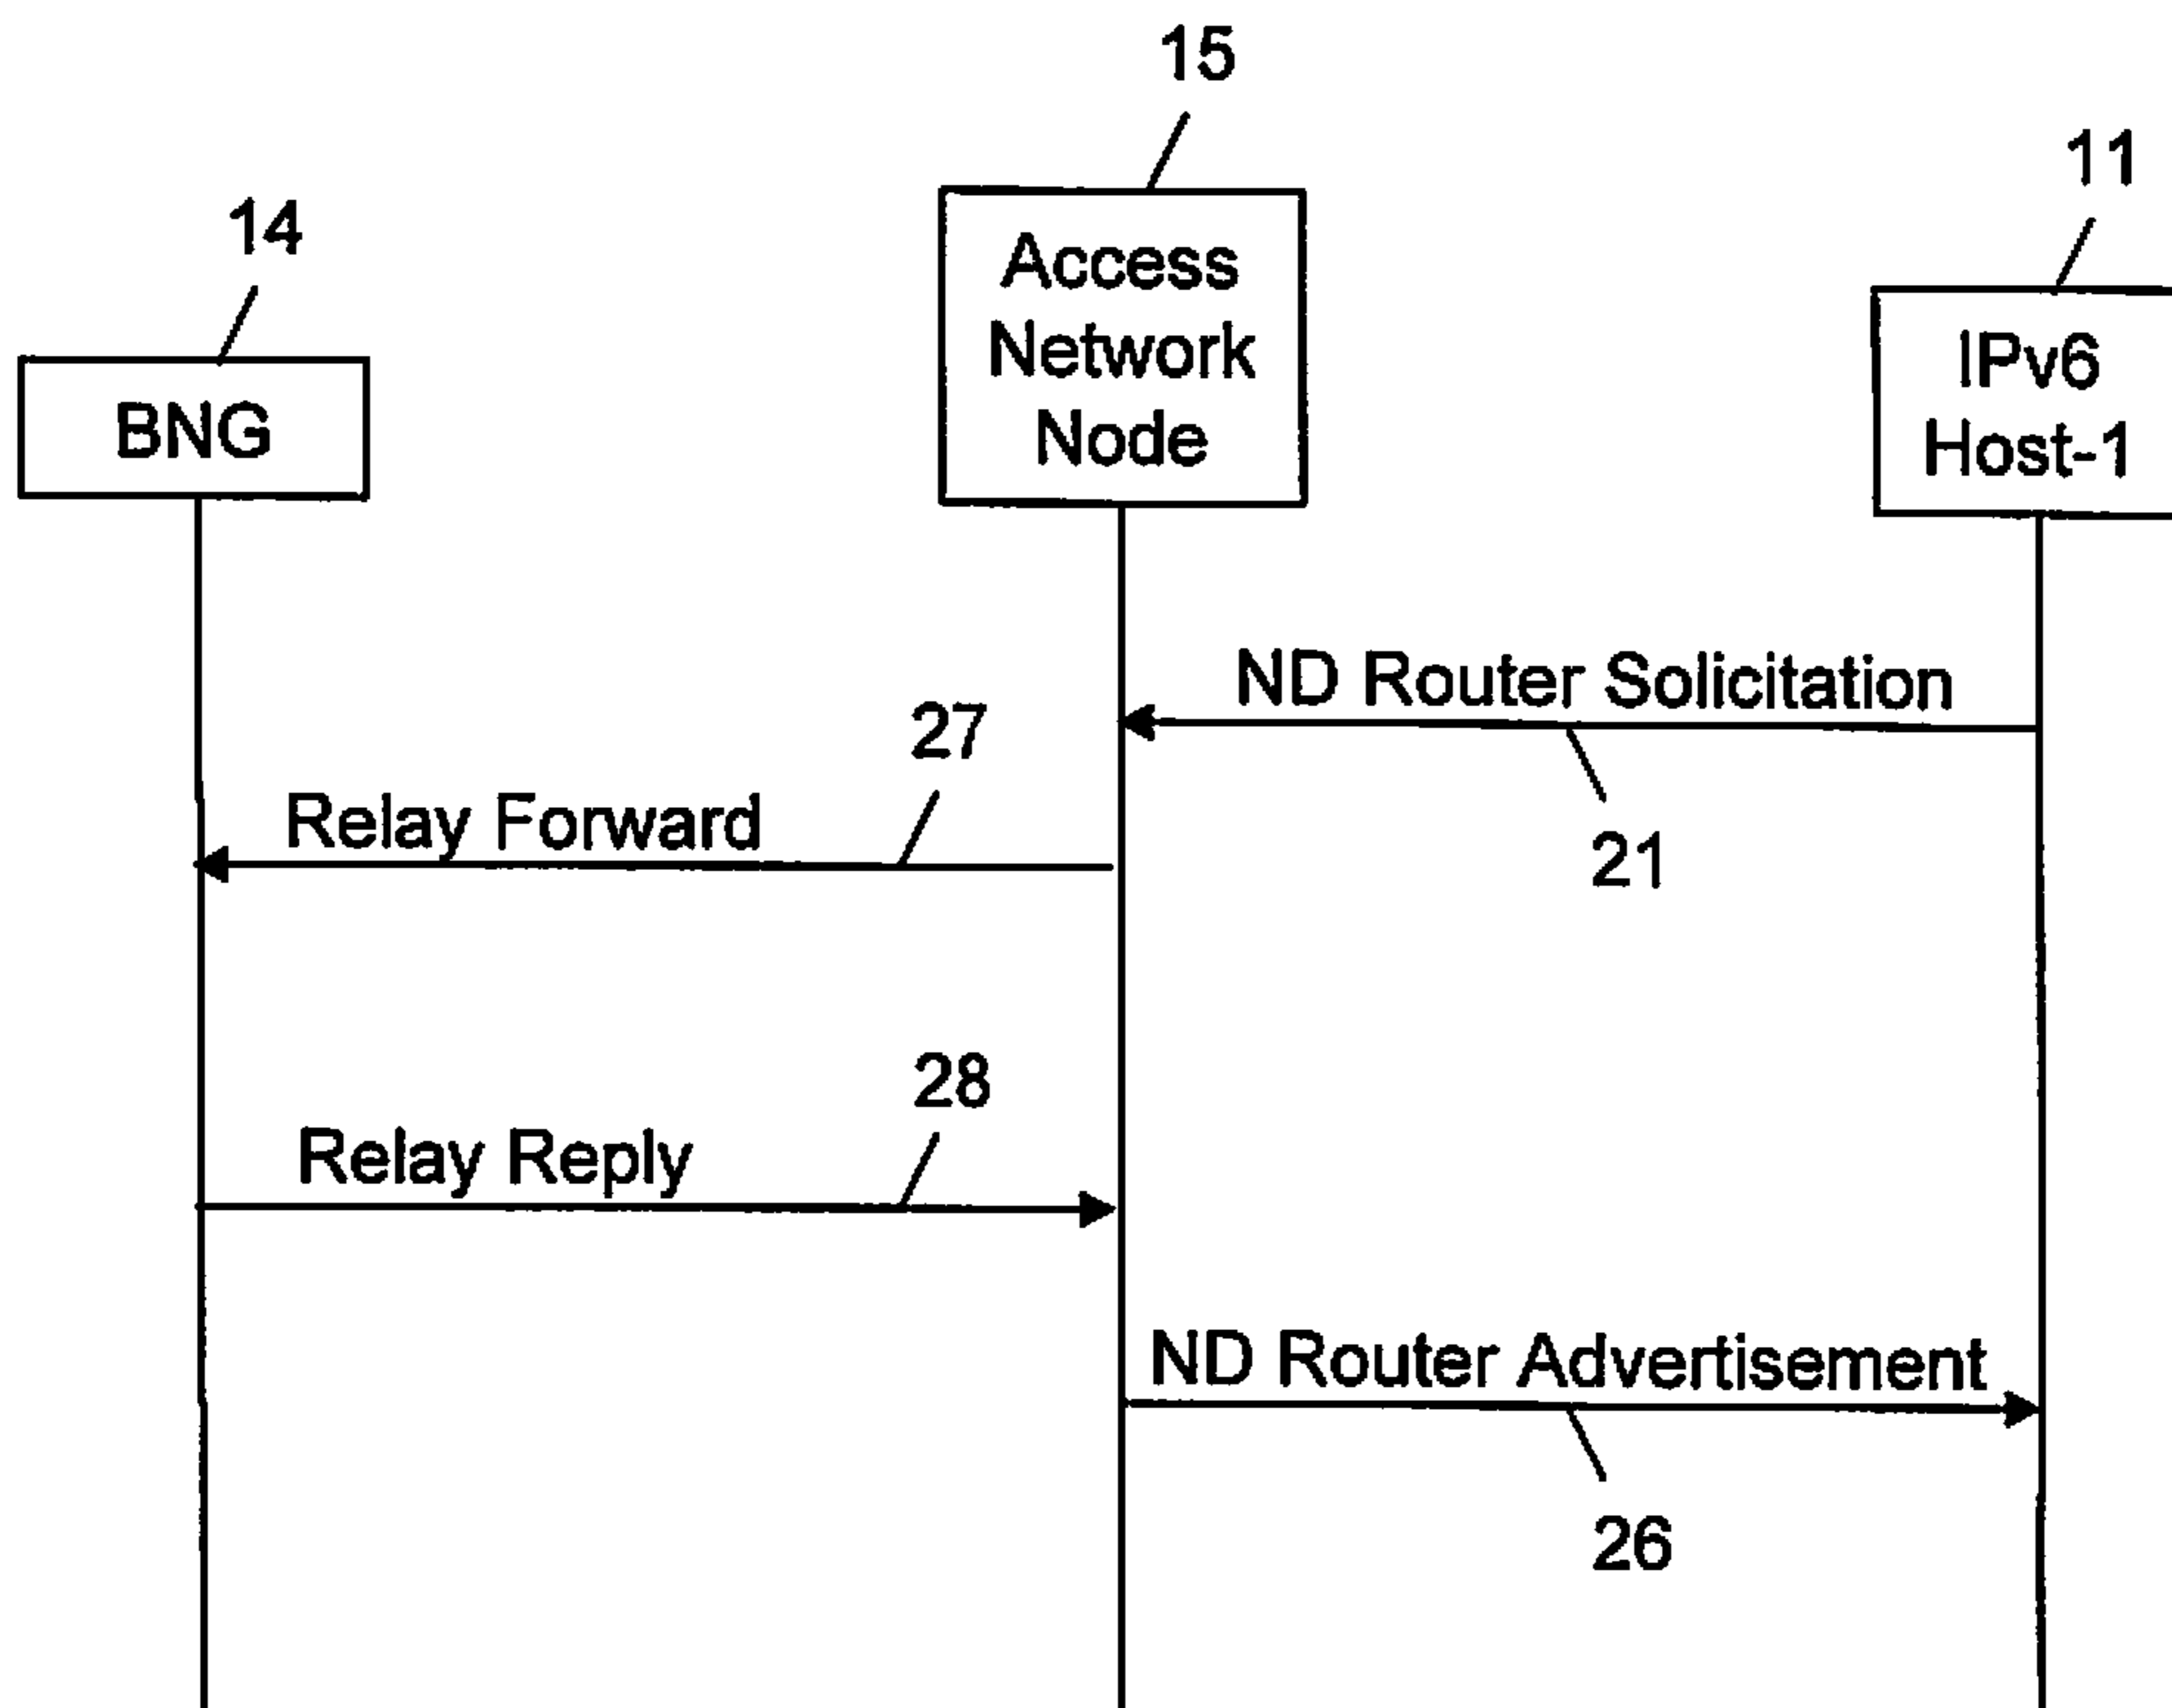 15
11
14
Access
Network
Node
IPv6
Host-1
BNG
ND Router Solicitation
27
Relay Forward
21
28
Relay Reply
ND Router Advertisement
26